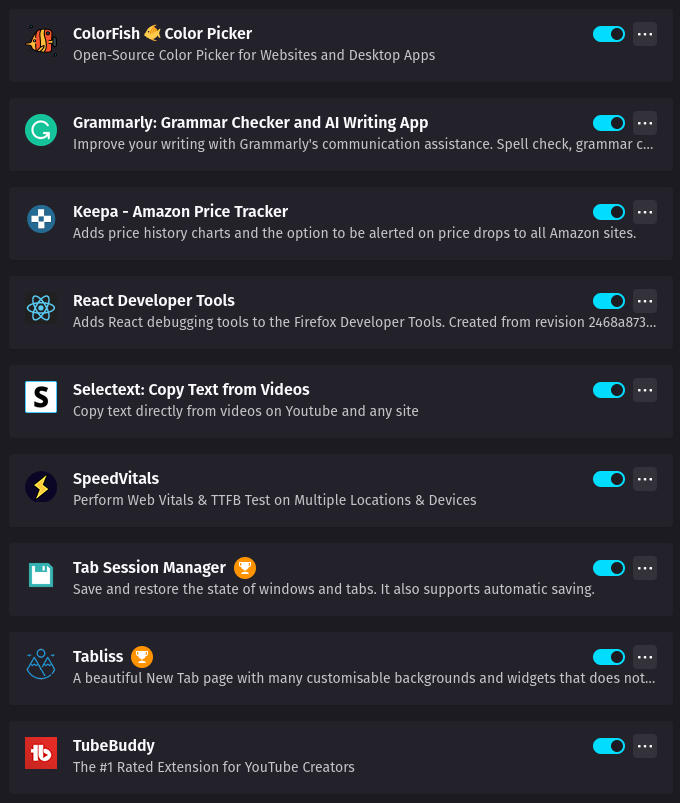 ColorFish 🐠 Color Picker
Open-Source Color Picker for Websites and Desktop Apps
Grammarly: Grammar Checker and AI Writing App
Improve your writing with Grammarly's communication assistance. Spell check, grammar c...
Keepa - Amazon Price Tracker
Adds price history charts and the option to be alerted on price drops to all Amazon sites.
React Developer Tools
Adds React debugging tools to the Firefox Developer Tools. Created from revision 2468a873...
S
Selectext: Copy Text from Videos
Copy text directly from videos on Youtube and any site
SpeedVitals
Perform Web Vitals & TTFB Test on Multiple Locations & Devices
Tab Session Manager
Save and restore the state of windows and tabs. It also supports automatic saving.
Tabliss
A beautiful New Tab page with many customisable backgrounds and widgets that does not...
tb
TubeBuddy
The #1 Rated Extension for YouTube Creators